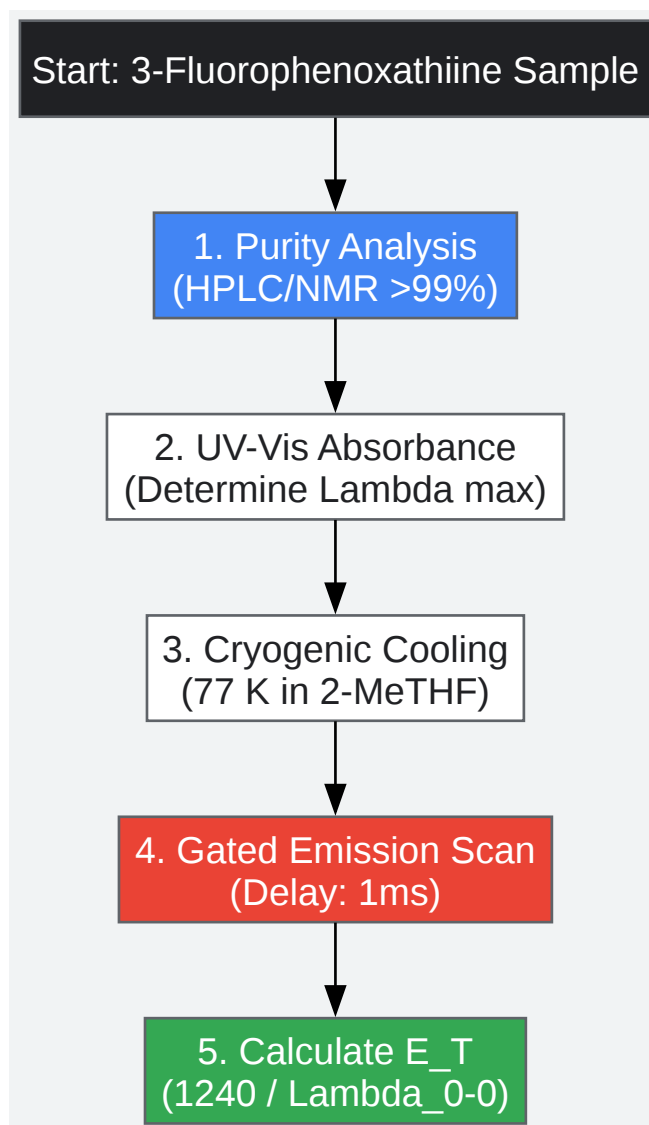 Start: 3-Fluorophenoxathiine Sample
1. Purity Analysis
(HPLC/NMR >99%)
2. UV-Vis Absorbance
(Determine Lambda max)
3. Cryogenic Cooling
(77 K in 2-MeTHF)
4. Gated Emission Scan
(Delay: 1ms)
5. Calculate E_T
(1240 / Lambda_0-0)